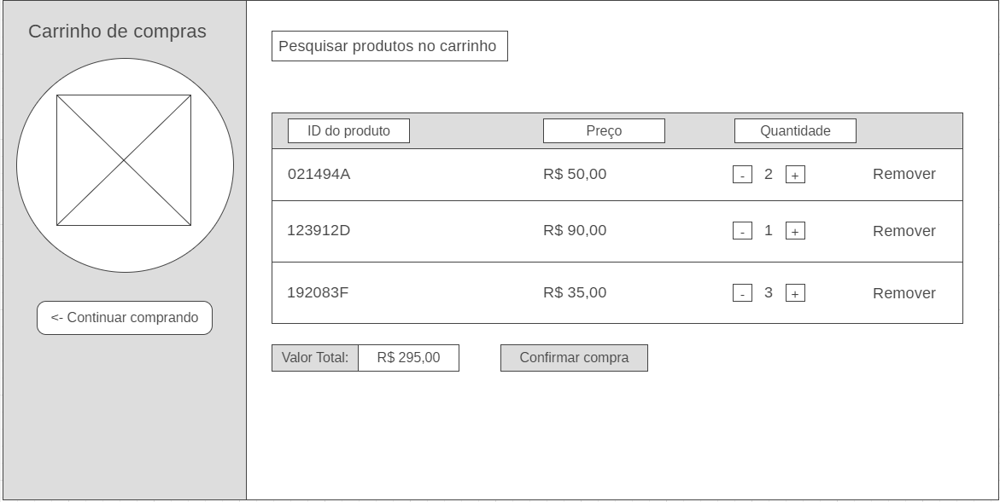 Carrinho de compras
<- Continuar comprando
Pesquisar produtos no carrinho
ID do produto Preço Quantidade
021494A R$ 50,00 - 2 + Remover
123912D R$ 90,00 - 1 + Remover
192083F R$ 35,00 - 3 + Remover
Valor Total: R$ 295,00 Confirmar compra